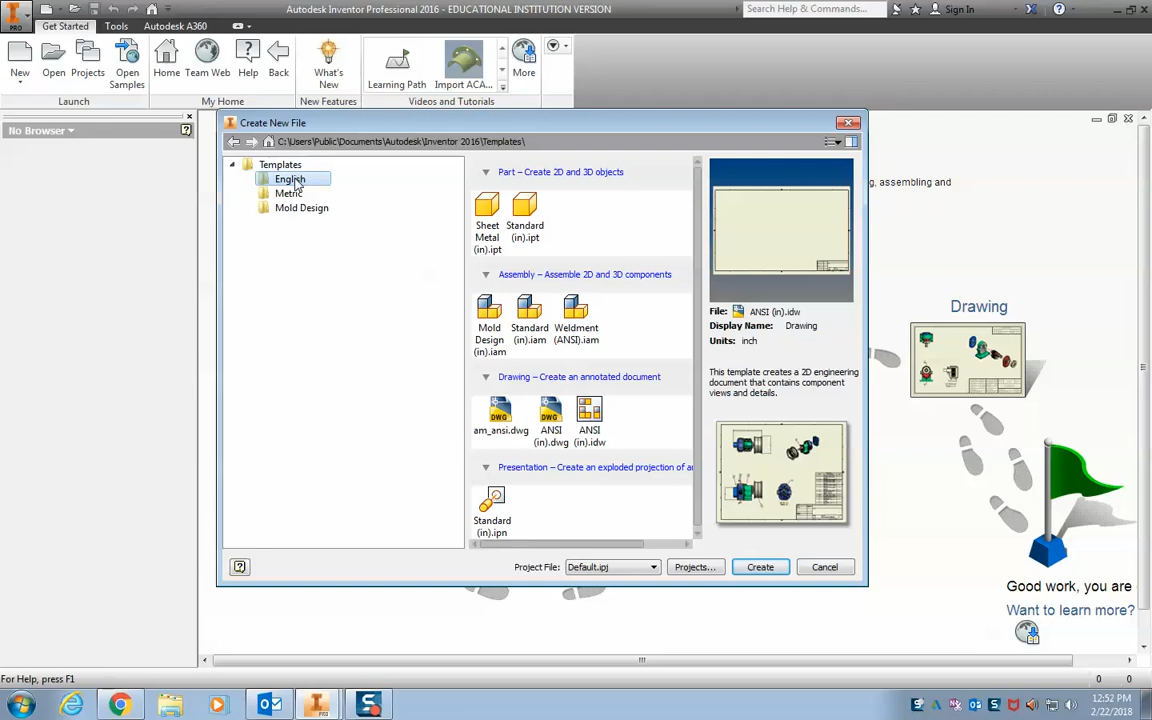 Autodesk Inventor Professional 2016 - EDUCATIONAL INSTITUTION VERSION
Search Help & Commands...
Sign In
PRO
Get Started Tools Autodesk A360
New Open Projects Open Samples
Home Team Web Help Back
What's New
Learning Path Import ACA... More
Launch My Home New Features Videos and Tutorials
No Browser
Create New File
C:\Users\Public\Documents\Autodesk\Inventor 2016\Templates\
Templates
English
Metric
Mold Design
Part – Create 2D and 3D objects
Sheet Metal (in).ipt
Standard (in).ipt
Assembly – Assemble 2D and 3D components
Mold Design (in).iam
Standard (in).iam
Weldment (ANSI).iam
Drawing – Create an annotated document
DWG DWG
am_ansi.dwg
ANSI (in).dwg
ANSI (in).idw
Presentation – Create an exploded projection of a
Standard (in).ipn
File: ANSI (in).idw
Display Name: Drawing
Units: inch
This template creates a 2D engineering
document that contains component
views and details.
Project File: Default.ipj Projects... Create Cancel
g, assembling and
Drawing
Good work, you are
Want to learn more?
For Help, press F1
0 0
PRO
12:52 PM
2/22/2018